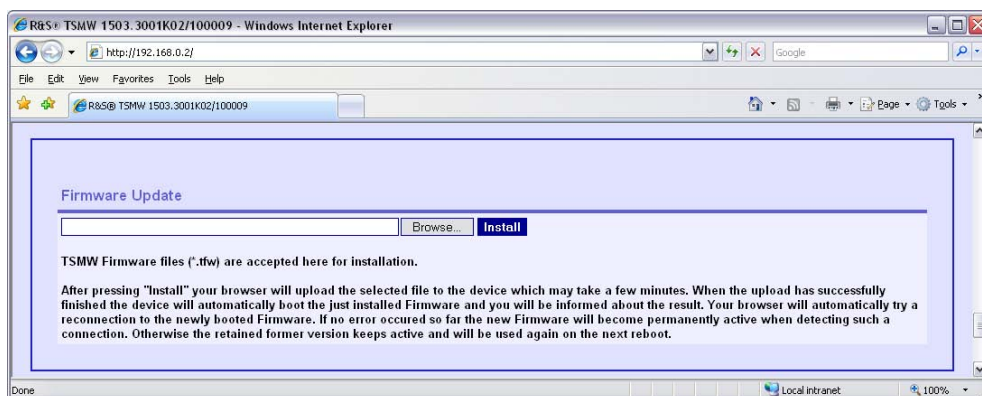 R&S® TSMW 1503.3001K02/100009 - Windows Internet Explorer
http://192.168.0.2/
Google
File Edit View Favorites Tools Help
R&S® TSMW 1503.3001K02/100009
Page Tools
Firmware Update
Browse... Install
TSMW Firmware files (*.tfw) are accepted here for installation.
After pressing "Install" your browser will upload the selected file to the device which may take a few minutes. When the upload has successfully
finished the device will automatically boot the just installed Firmware and you will be informed about the result. Your browser will automatically try a
reconnection to the newly booted Firmware. If no error occured so far the new Firmware will become permanently active when detecting such a
connection. Otherwise the retained former version keeps active and will be used again on the next reboot.
Done Local intranet 100%